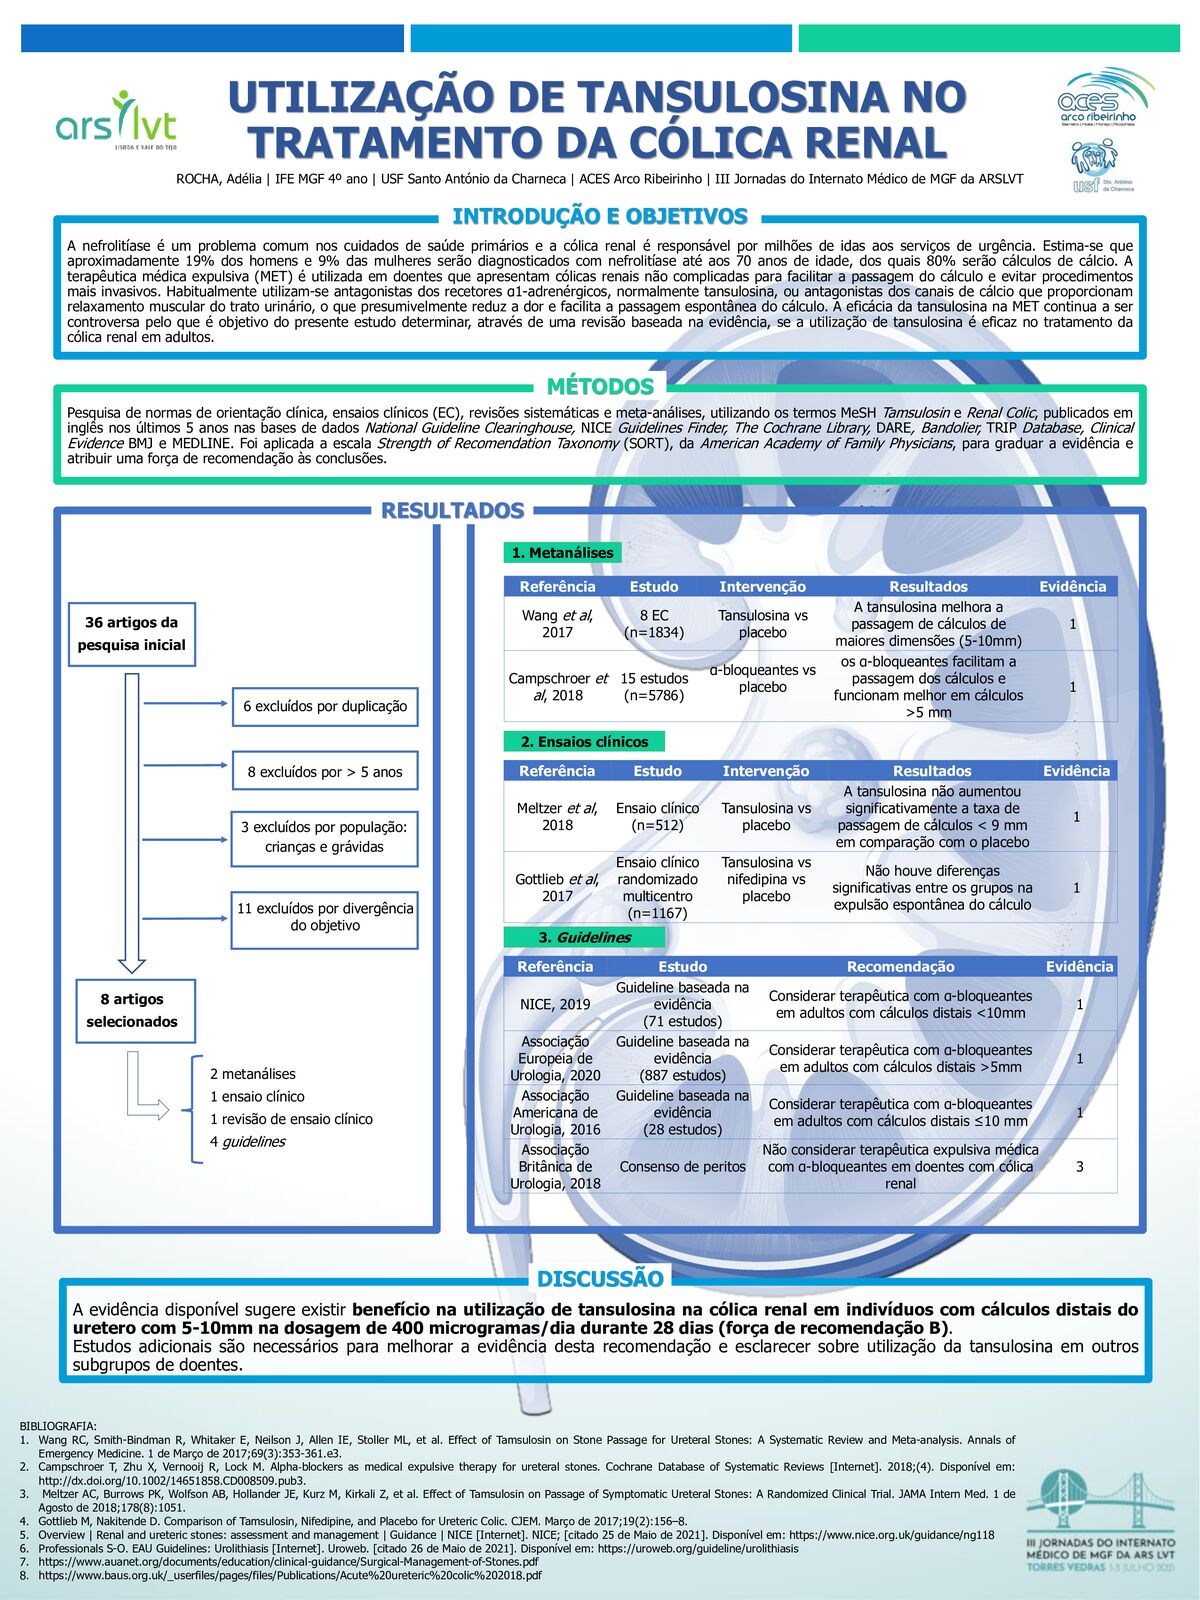 UTILIZAÇÃO DE TANSULOSINA NO
TRATAMENTO DA CÓLICA RENAL
ars lvt
LISBOA E VALE DO TEJO
aces
arco ribeirinho
Barreiro | Moita | Montijo | Alcochete
usf Sto. António
da Charneca
ROCHA, Adélia | IFE MGF 4º ano | USF Santo António da Charneca | ACES Arco Ribeirinho | III Jornadas do Internato Médico de MGF da ARSLVT
INTRODUÇÃO E OBJETIVOS
A nefrolitíase é um problema comum nos cuidados de saúde primários e a cólica renal é responsável por milhões de idas aos serviços de urgência. Estima-se que
aproximadamente 19% dos homens e 9% das mulheres serão diagnosticados com nefrolitíase até aos 70 anos de idade, dos quais 80% serão cálculos de cálcio. A
terapêutica médica expulsiva (MET) é utilizada em doentes que apresentam cólicas renais não complicadas para facilitar a passagem do cálculo e evitar procedimentos
mais invasivos. Habitualmente utilizam-se antagonistas dos recetores α1-adrenérgicos, normalmente tansulosina, ou antagonistas dos canais de cálcio que proporcionam
relaxamento muscular do trato urinário, o que presumivelmente reduz a dor e facilita a passagem espontânea do cálculo. A eficácia da tansulosina na MET continua a ser
controversa pelo que é objetivo do presente estudo determinar, através de uma revisão baseada na evidência, se a utilização de tansulosina é eficaz no tratamento da
cólica renal em adultos.
MÉTODOS
Pesquisa de normas de orientação clínica, ensaios clínicos (EC), revisões sistemáticas e meta-análises, utilizando os termos MeSH Tamsulosin e Renal Colic, publicados em
inglês nos últimos 5 anos nas bases de dados National Guideline Clearinghouse, NICE Guidelines Finder, The Cochrane Library, DARE, Bandolier, TRIP Database, Clinical
Evidence BMJ e MEDLINE. Foi aplicada a escala Strength of Recomendation Taxonomy (SORT), da American Academy of Family Physicians, para graduar a evidência e
atribuir uma força de recomendação às conclusões.
RESULTADOS
36 artigos da
pesquisa inicial
6 excluídos por duplicação
8 excluídos por > 5 anos
3 excluídos por população:
crianças e grávidas
11 excluídos por divergência
do objetivo
8 artigos
selecionados
2 metanálises
1 ensaio clínico
1 revisão de ensaio clínico
4 guidelines
1. Metanálises
Referência Estudo Intervenção Resultados Evidência
Wang et al, 2017 8 EC (n=1834) Tansulosina vs placebo A tansulosina melhora a passagem de cálculos de maiores dimensões (5-10mm) 1
Campschroer et al, 2018 15 estudos (n=5786) α-bloqueantes vs placebo os α-bloqueantes facilitam a passagem dos cálculos e funcionam melhor em cálculos >5 mm 1
2. Ensaios clínicos
Referência Estudo Intervenção Resultados Evidência
Meltzer et al, 2018 Ensaio clínico (n=512) Tansulosina vs placebo A tansulosina não aumentou significativamente a taxa de passagem de cálculos < 9 mm em comparação com o placebo 1
Gottlieb et al, 2017 Ensaio clínico randomizado multicentro (n=1167) Tansulosina vs nifedipina vs placebo Não houve diferenças significativas entre os grupos na expulsão espontânea do cálculo 1
3. Guidelines
Referência Estudo Recomendação Evidência
NICE, 2019 Guideline baseada na evidência (71 estudos) Considerar terapêutica com α-bloqueantes em adultos com cálculos distais <10mm 1
Associação Europeia de Urologia, 2020 Guideline baseada na evidência (887 estudos) Considerar terapêutica com α-bloqueantes em adultos com cálculos distais >5mm 1
Associação Americana de Urologia, 2016 Guideline baseada na evidência (28 estudos) Considerar terapêutica com α-bloqueantes em adultos com cálculos distais ≤10 mm 1
Associação Britânica de Urologia, 2018 Consenso de peritos Não considerar terapêutica expulsiva médica com α-bloqueantes em doentes com cólica renal 3
DISCUSSÃO
A evidência disponível sugere existir benefício na utilização de tansulosina na cólica renal em indivíduos com cálculos distais do
uretero com 5-10mm na dosagem de 400 microgramas/dia durante 28 dias (força de recomendação B).
Estudos adicionais são necessários para melhorar a evidência desta recomendação e esclarecer sobre utilização da tansulosina em outros
subgrupos de doentes.
BIBLIOGRAFIA:
1. Wang RC, Smith-Bindman R, Whitaker E, Neilson J, Allen IE, Stoller ML, et al. Effect of Tamsulosin on Stone Passage for Ureteral Stones: A Systematic Review and Meta-analysis. Annals of
Emergency Medicine. 1 de Março de 2017;69(3):353-361.e3.
2. Campschroer T, Zhu X, Vernooij R, Lock M. Alpha-blockers as medical expulsive therapy for ureteral stones. Cochrane Database of Systematic Reviews [Internet]. 2018;(4). Disponível em:
http://dx.doi.org/10.1002/14651858.CD008509.pub3.
3. Meltzer AC, Burrows PK, Wolfson AB, Hollander JE, Kurz M, Kirkali Z, et al. Effect of Tamsulosin on Passage of Symptomatic Ureteral Stones: A Randomized Clinical Trial. JAMA Intern Med. 1 de
Agosto de 2018;178(8):1051.
4. Gottlieb M, Nakitende D. Comparison of Tamsulosin, Nifedipine, and Placebo for Ureteric Colic. CJEM. Março de 2017;19(2):156–8.
5. Overview | Renal and ureteric stones: assessment and management | Guidance | NICE [Internet]. NICE; [citado 25 de Maio de 2021]. Disponível em: https://www.nice.org.uk/guidance/ng118
6. Professionals S-O. EAU Guidelines: Urolithiasis [Internet]. Uroweb. [citado 26 de Maio de 2021]. Disponível em: https://uroweb.org/guideline/urolithiasis
7. https://www.auanet.org/documents/education/clinical-guidance/Surgical-Management-of-Stones.pdf
8. https://www.baus.org.uk/_userfiles/pages/files/Publications/Acute%20ureteric%20colic%202018.pdf
III JORNADAS DO INTERNATO
MÉDICO DE MGF DA ARS LVT
TORRES VEDRAS | 1-3 JULHO 2021